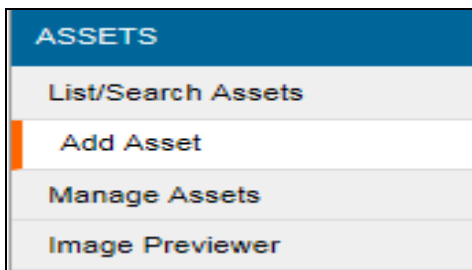 ASSETS
List/Search Assets
Add Asset
Manage Assets
Image Previewer